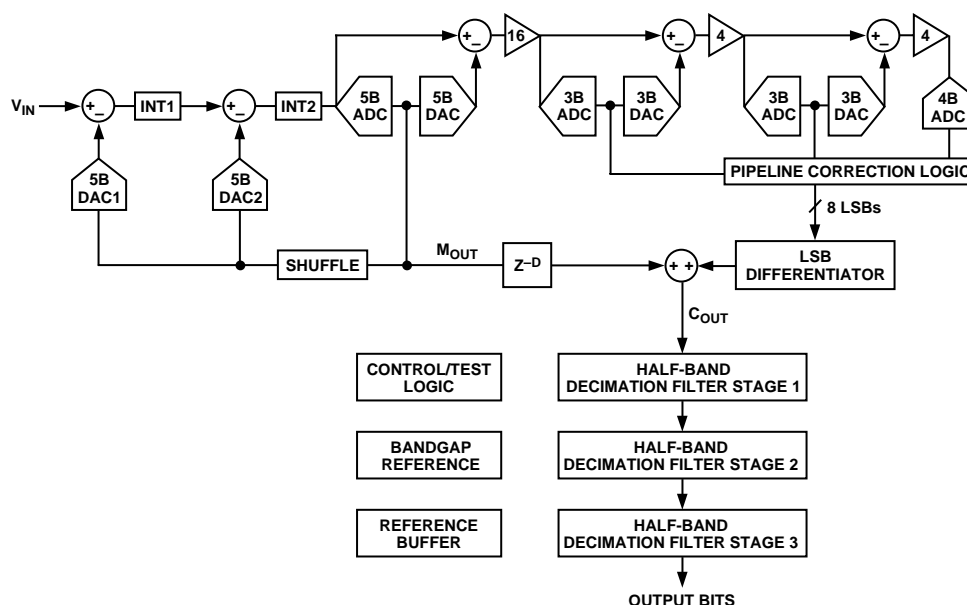 16
4
4
+ –
+ –
+ –
V_IN
+ –
INT1
+ –
INT2
5B
ADC
5B
DAC
3B
ADC
3B
DAC
3B
ADC
3B
DAC
4B
ADC
5B
DAC1
5B
DAC2
PIPELINE CORRECTION LOGIC
8 LSBs
SHUFFLE
M_OUT
Z^–D
+ +
LSB
DIFFERENTIATOR
C_OUT
CONTROL/TEST
LOGIC
HALF-BAND
DECIMATION FILTER STAGE 1
BANDGAP
REFERENCE
HALF-BAND
DECIMATION FILTER STAGE 2
REFERENCE
BUFFER
HALF-BAND
DECIMATION FILTER STAGE 3
OUTPUT BITS